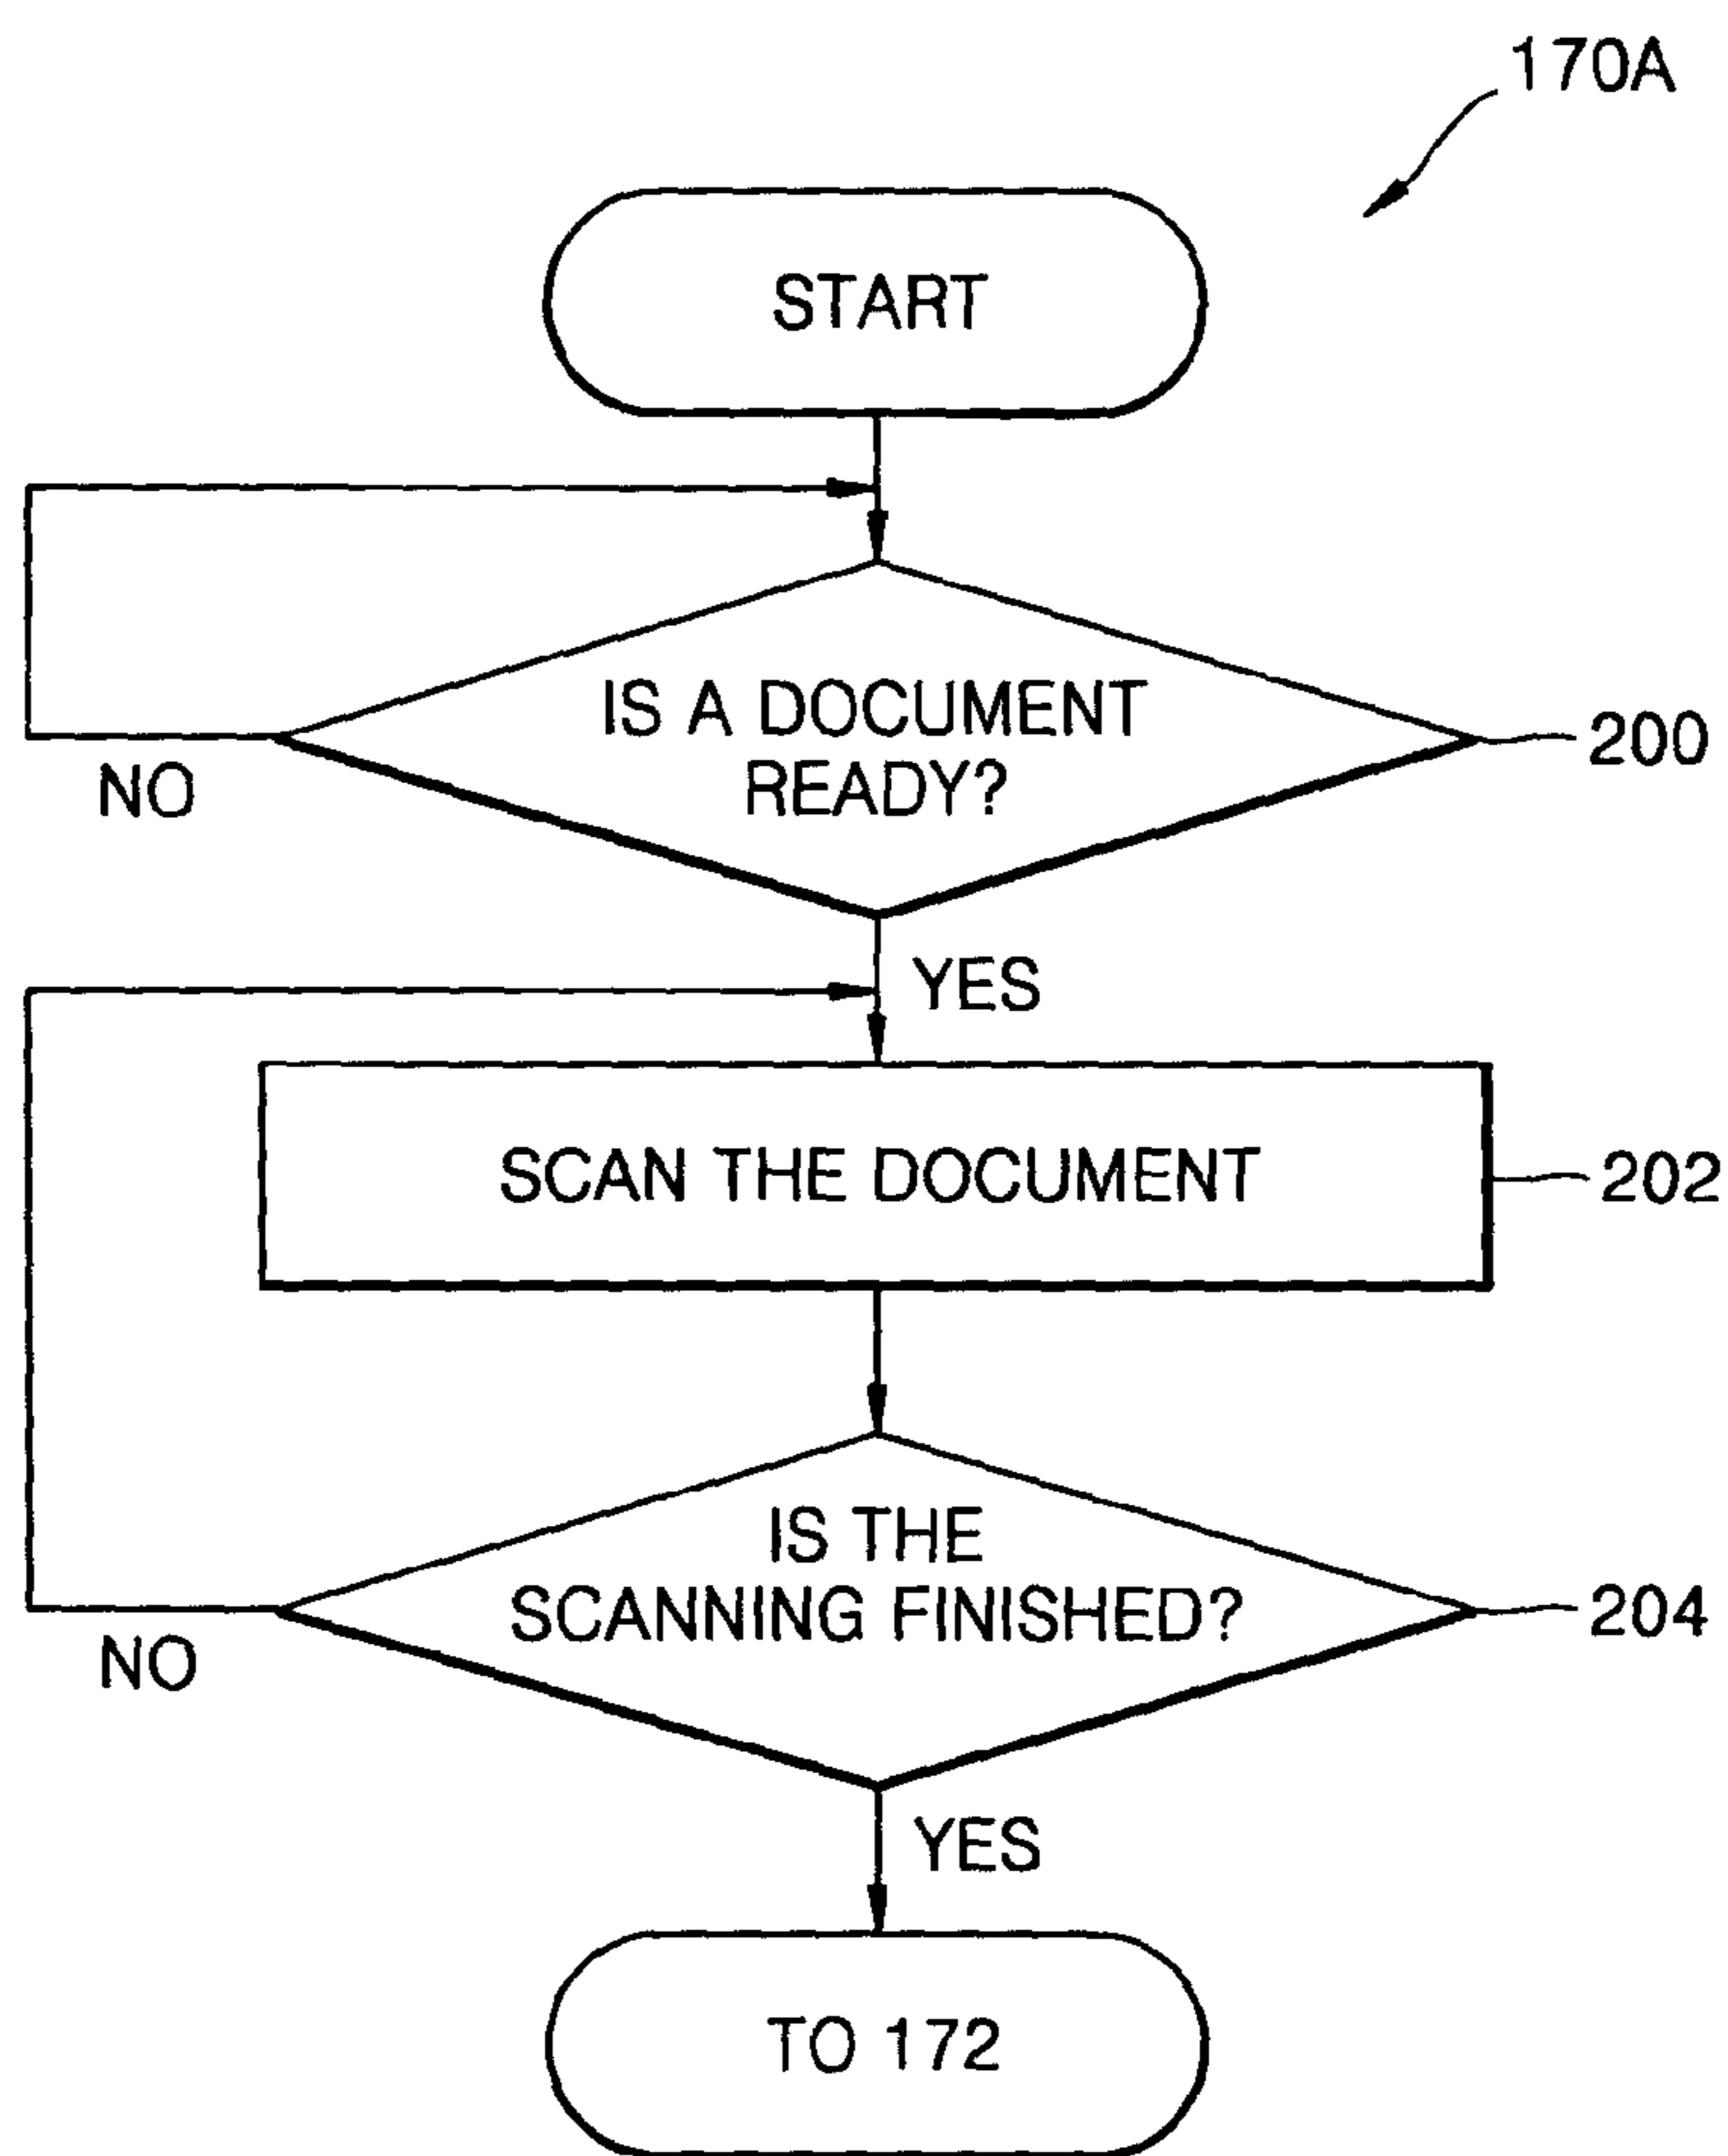 170A
START
IS A DOCUMENT
READY?
200
NO
YES
SCAN THE DOCUMENT
202
IS THE
SCANNING FINISHED?
204
NO
YES
TO 172